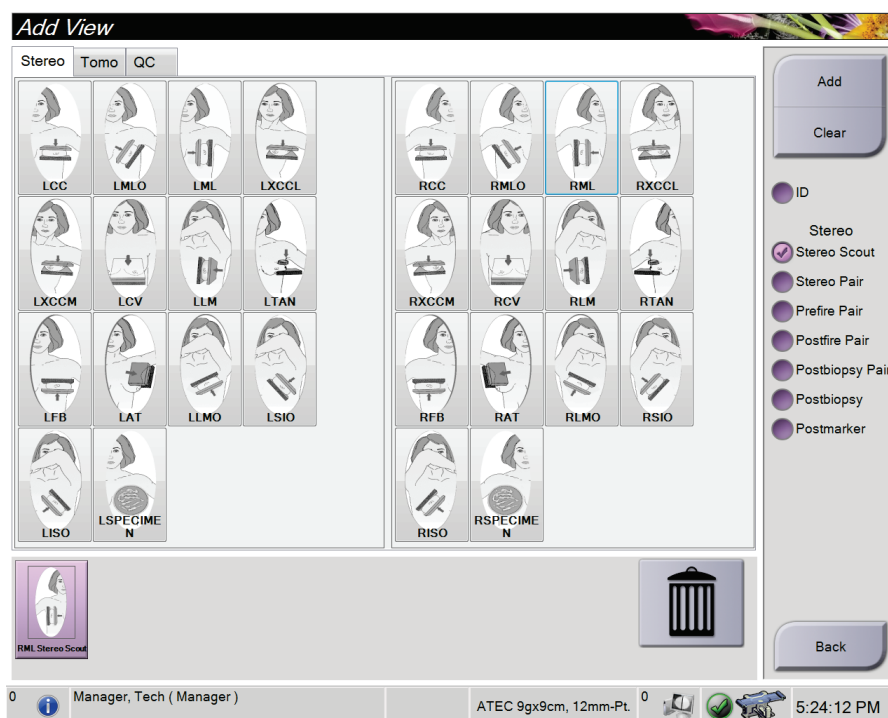 Add View
Stereo Tomo QC
LCC LMLO LML LXCCL RCC RMLO RML RXCCL
LXCCM LCV LLM LTAN RXCCM RCV RLM RTAN
LFB LAT LLMO LSIO RFB RAT RLMO RSIO
LISO LSPECIME
N
RISO RSPECIME
N
RML Stereo Scout
Add
Clear
ID
Stereo
Stereo Scout
Stereo Pair
Prefire Pair
Postfire Pair
Postbiopsy Pair
Postbiopsy
Postmarker
Back
0 Manager, Tech ( Manager ) ATEC 9gx9cm, 12mm-Pt. 0 5:24:12 PM